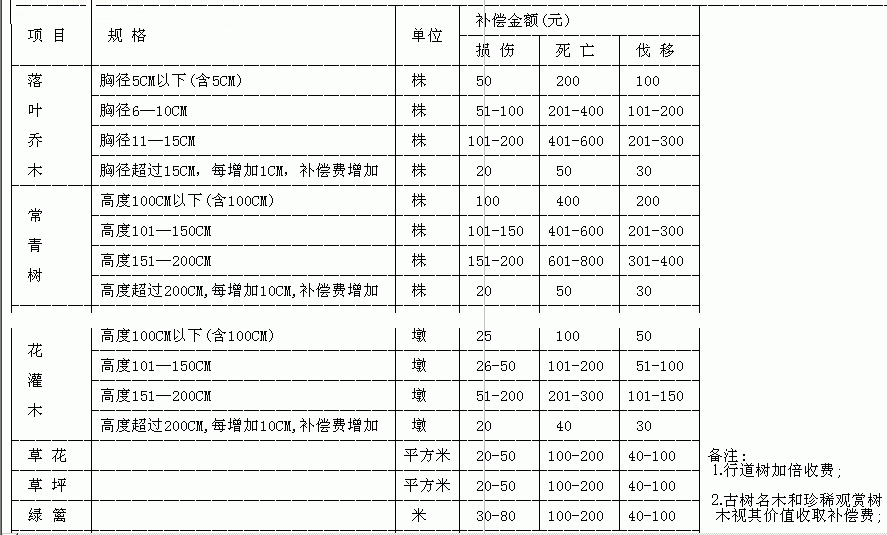 补偿金额(元)
项 目 规 格 单位
损 伤 死 亡 伐 移
落 胸径5CM以下(含5CM) 株 50 200 100
叶 胸径6—10CM 株 51-100 201-400 101-200
乔 胸径11—15CM 株 101-200 401-600 201-300
木 胸径超过15CM，每增加1CM，补偿费增加 株 20 50 30
高度100CM以下(含100CM) 株 100 400 200
常
高度101—150CM 株 101-150 401-600 201-300
青
高度151—200CM 株 151-200 601-800 301-400
树
高度超过200CM,每增加10CM,补偿费增加 株 20 50 30
高度100CM以下(含100CM) 墩 25 100 50
花
高度101—150CM 墩 26-50 101-200 51-100
灌
高度151—200CM 墩 51-200 201-300 101-150
木
高度超过200CM,每增加10CM,补偿费增加 墩 20 40 30
草 花 平方米 20-50 100-200 40-100
草 坪 平方米 20-50 100-200 40-100
绿 篱 米 30-80 100-200 40-100
备注:
1.行道树加倍收费;
2.古树名木和珍稀观赏树
木视其价值收取补偿费;